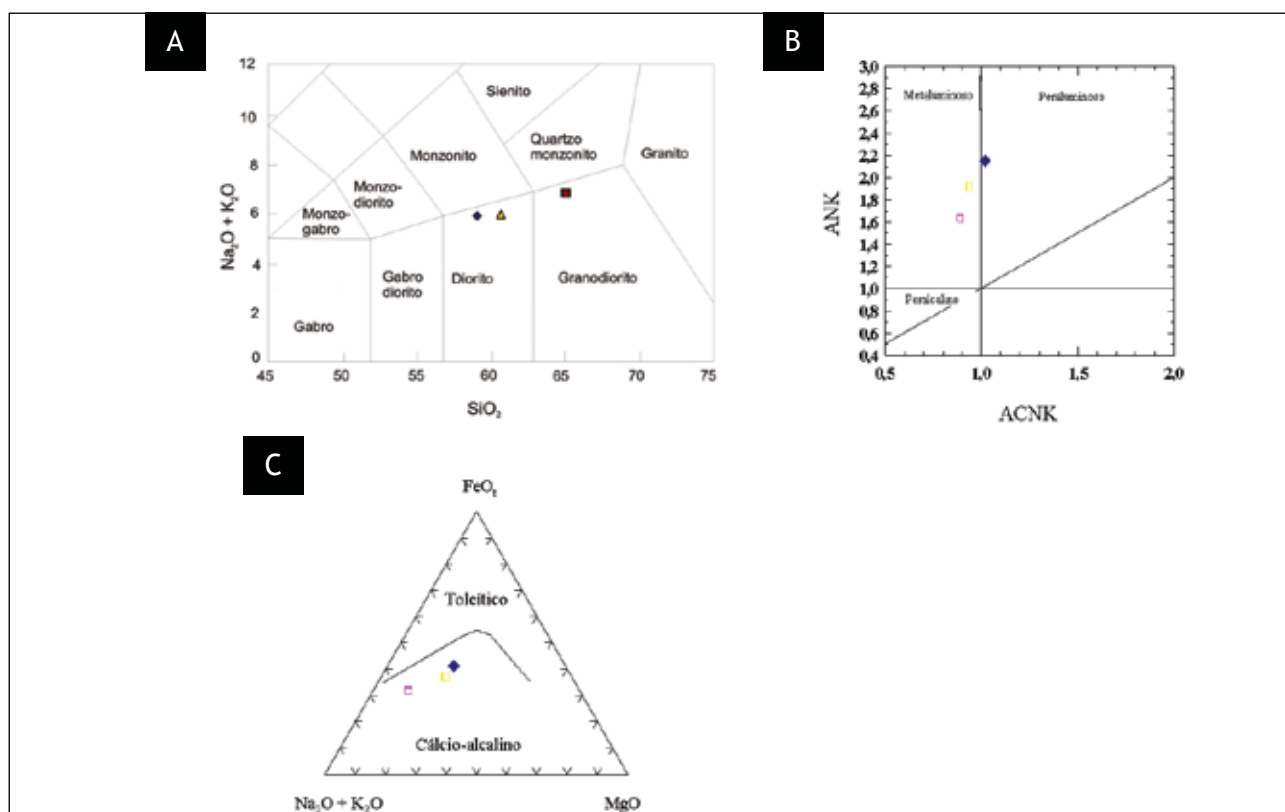 A
12
10
8
6
4
2
0
Na₂O + K₂O
Sienito
Quartzo
monzonito
Granito
Monzonito
Monzo-
diorito
Monzo-
gabro
Gabro
diorito
Diorito
Granodiorito
Gabro
45 50 55 60 65 70 75
SiO₂
B
3,0
2,8
2,6
2,4
2,2
2,0
1,8
1,6
1,4
1,2
1,0
0,8
0,6
0,4
ANK
Metaluminoso
Peraluminoso
0,5 1,0 1,5 2,0
ACNK
C
FeOₜ
Toleítico
Cálcio-alcalino
Na₂O + K₂O
MgO